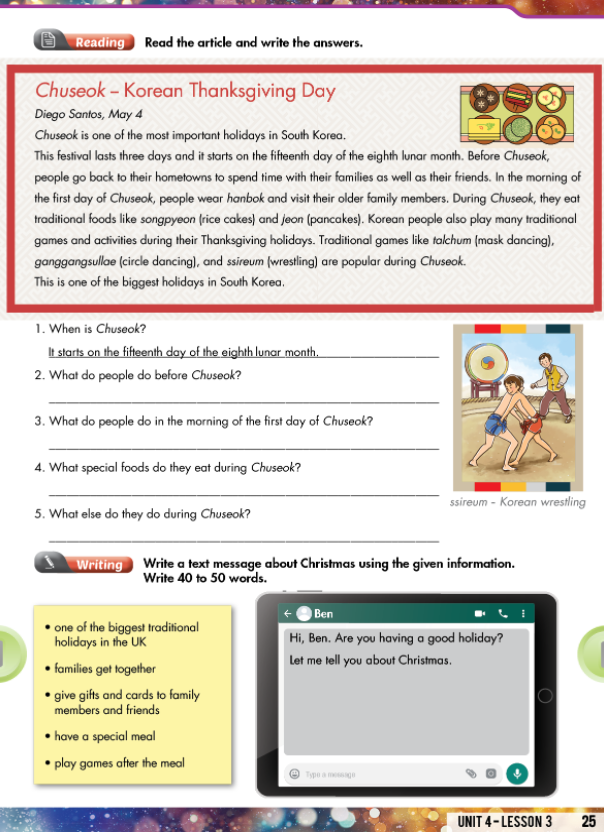 Reading Read the article and write the answers.
Chuseok – Korean Thanksgiving Day
Diego Santos, May 4
Chuseok is one of the most important holidays in South Korea.
This festival lasts three days and it starts on the fifteenth day of the eighth lunar month. Before Chuseok,
people go back to their hometowns to spend time with their families as well as their friends. In the morning of
the first day of Chuseok, people wear hanbok and visit their older family members. During Chuseok, they eat
traditional foods like songpyeon (rice cakes) and jeon (pancakes). Korean people also play many traditional
games and activities during their Thanksgiving holidays. Traditional games like talchum (mask dancing),
ganggangsullae (circle dancing), and ssireum (wrestling) are popular during Chuseok.
This is one of the biggest holidays in South Korea.
1. When is Chuseok?
It starts on the fifteenth day of the eighth lunar month.
2. What do people do before Chuseok?
3. What do people do in the morning of the first day of Chuseok?
4. What special foods do they eat during Chuseok?
5. What else do they do during Chuseok?
ssireum – Korean wrestling
Writing Write a text message about Christmas using the given information.
Write 40 to 50 words.
• one of the biggest traditional
holidays in the UK
• families get together
• give gifts and cards to family
members and friends
• have a special meal
• play games after the meal
Ben
Hi, Ben. Are you having a good holiday?
Let me tell you about Christmas.
Type a message
UNIT 4 – LESSON 3 25